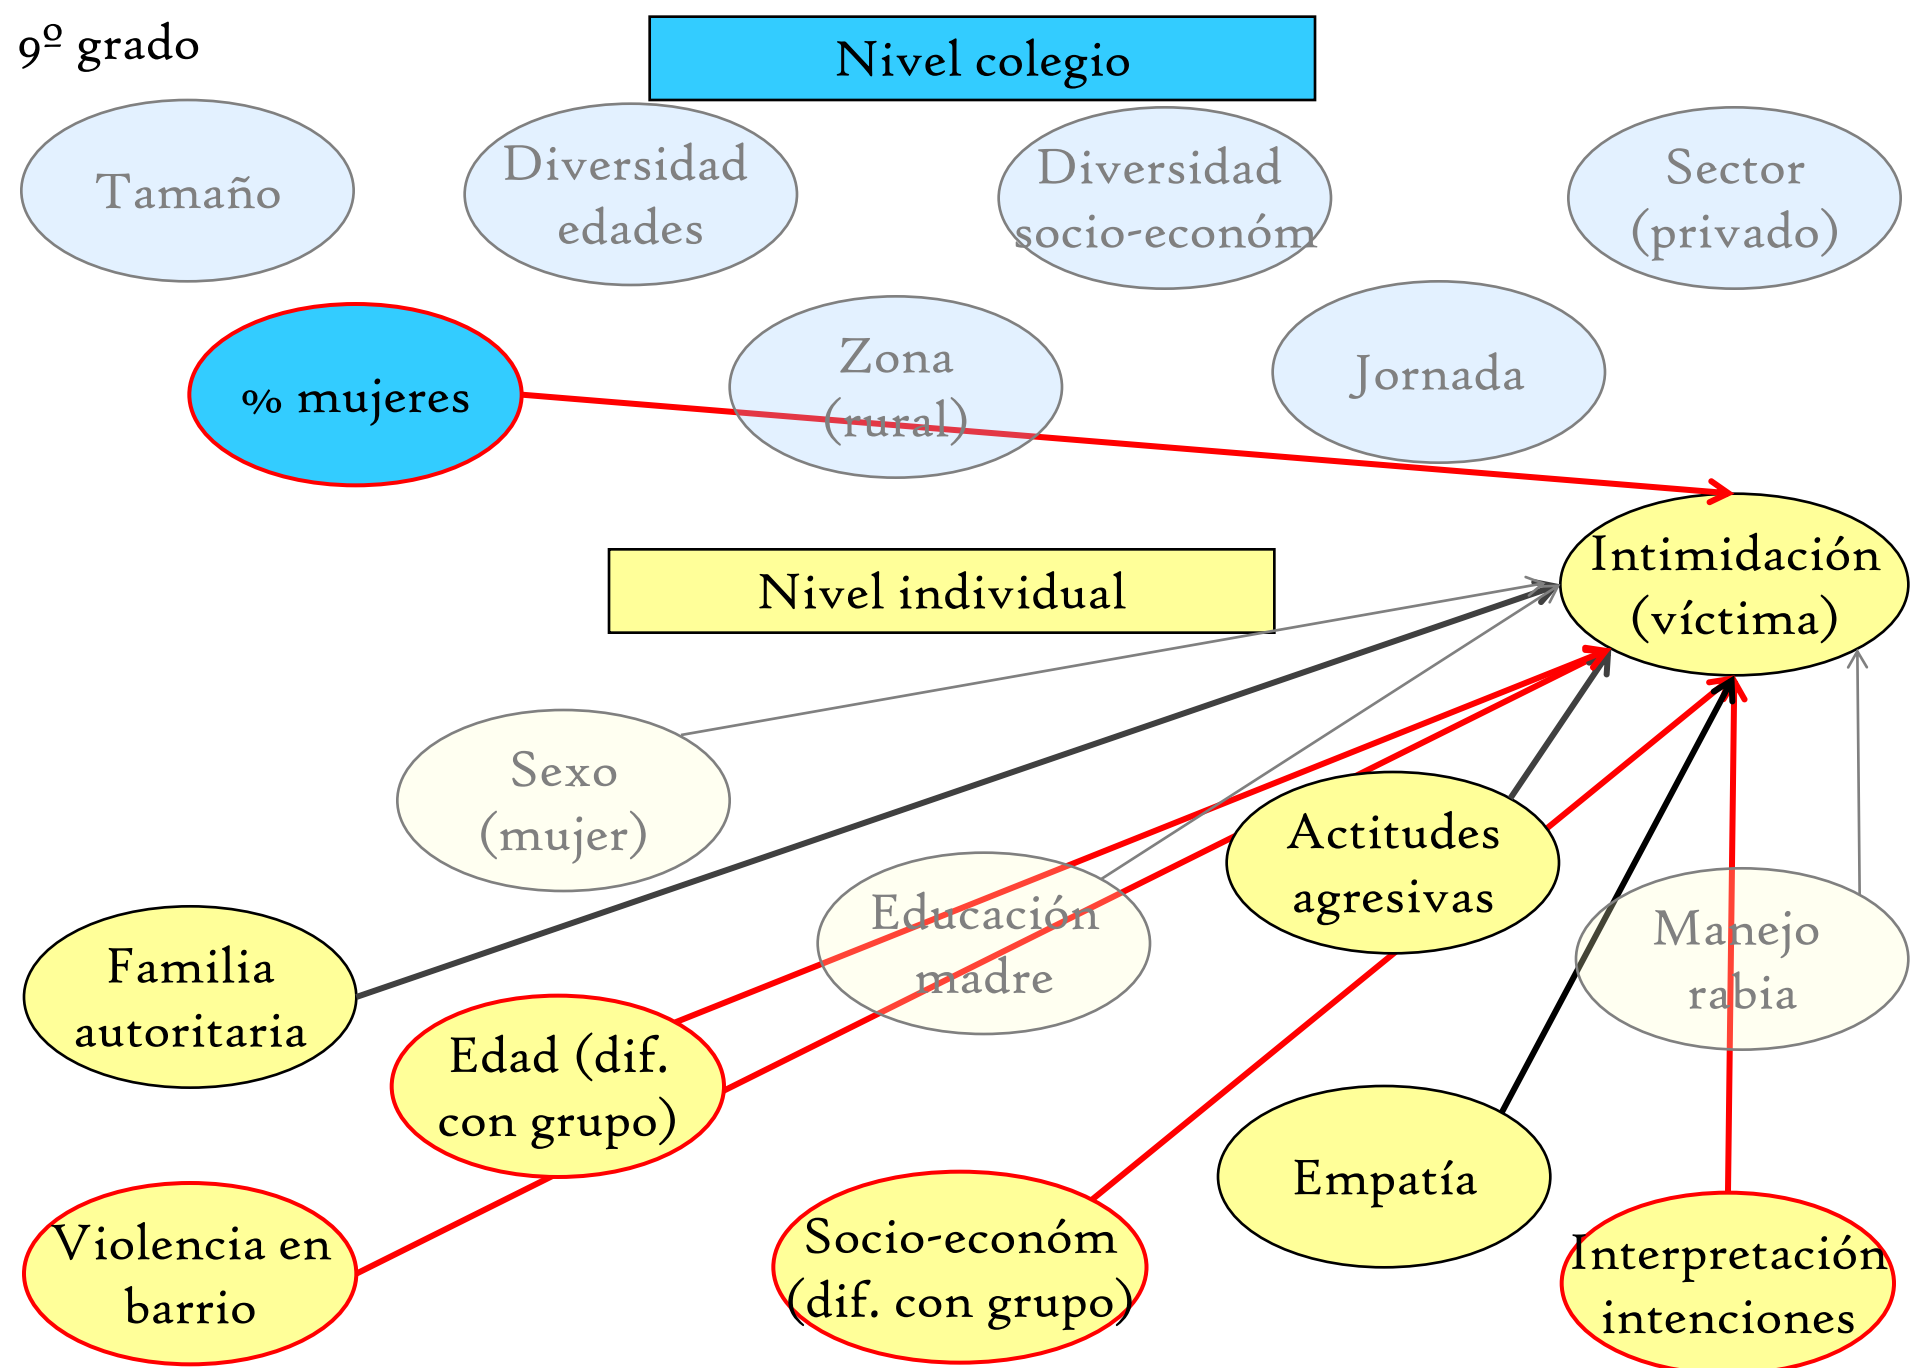 9º grado
Nivel colegio
Tamaño
Diversidad
edades
Diversidad
socio-económ
Sector
(privado)
% mujeres
Zona
(rural)
Jornada
Intimidación
(víctima)
Nivel individual
Sexo
(mujer)
Actitudes
agresivas
Educación
madre
Manejo
rabia
Familia
autoritaria
Edad (dif.
con grupo)
Empatía
Violencia en
barrio
Socio-económ
(dif. con grupo)
Interpretación
intenciones